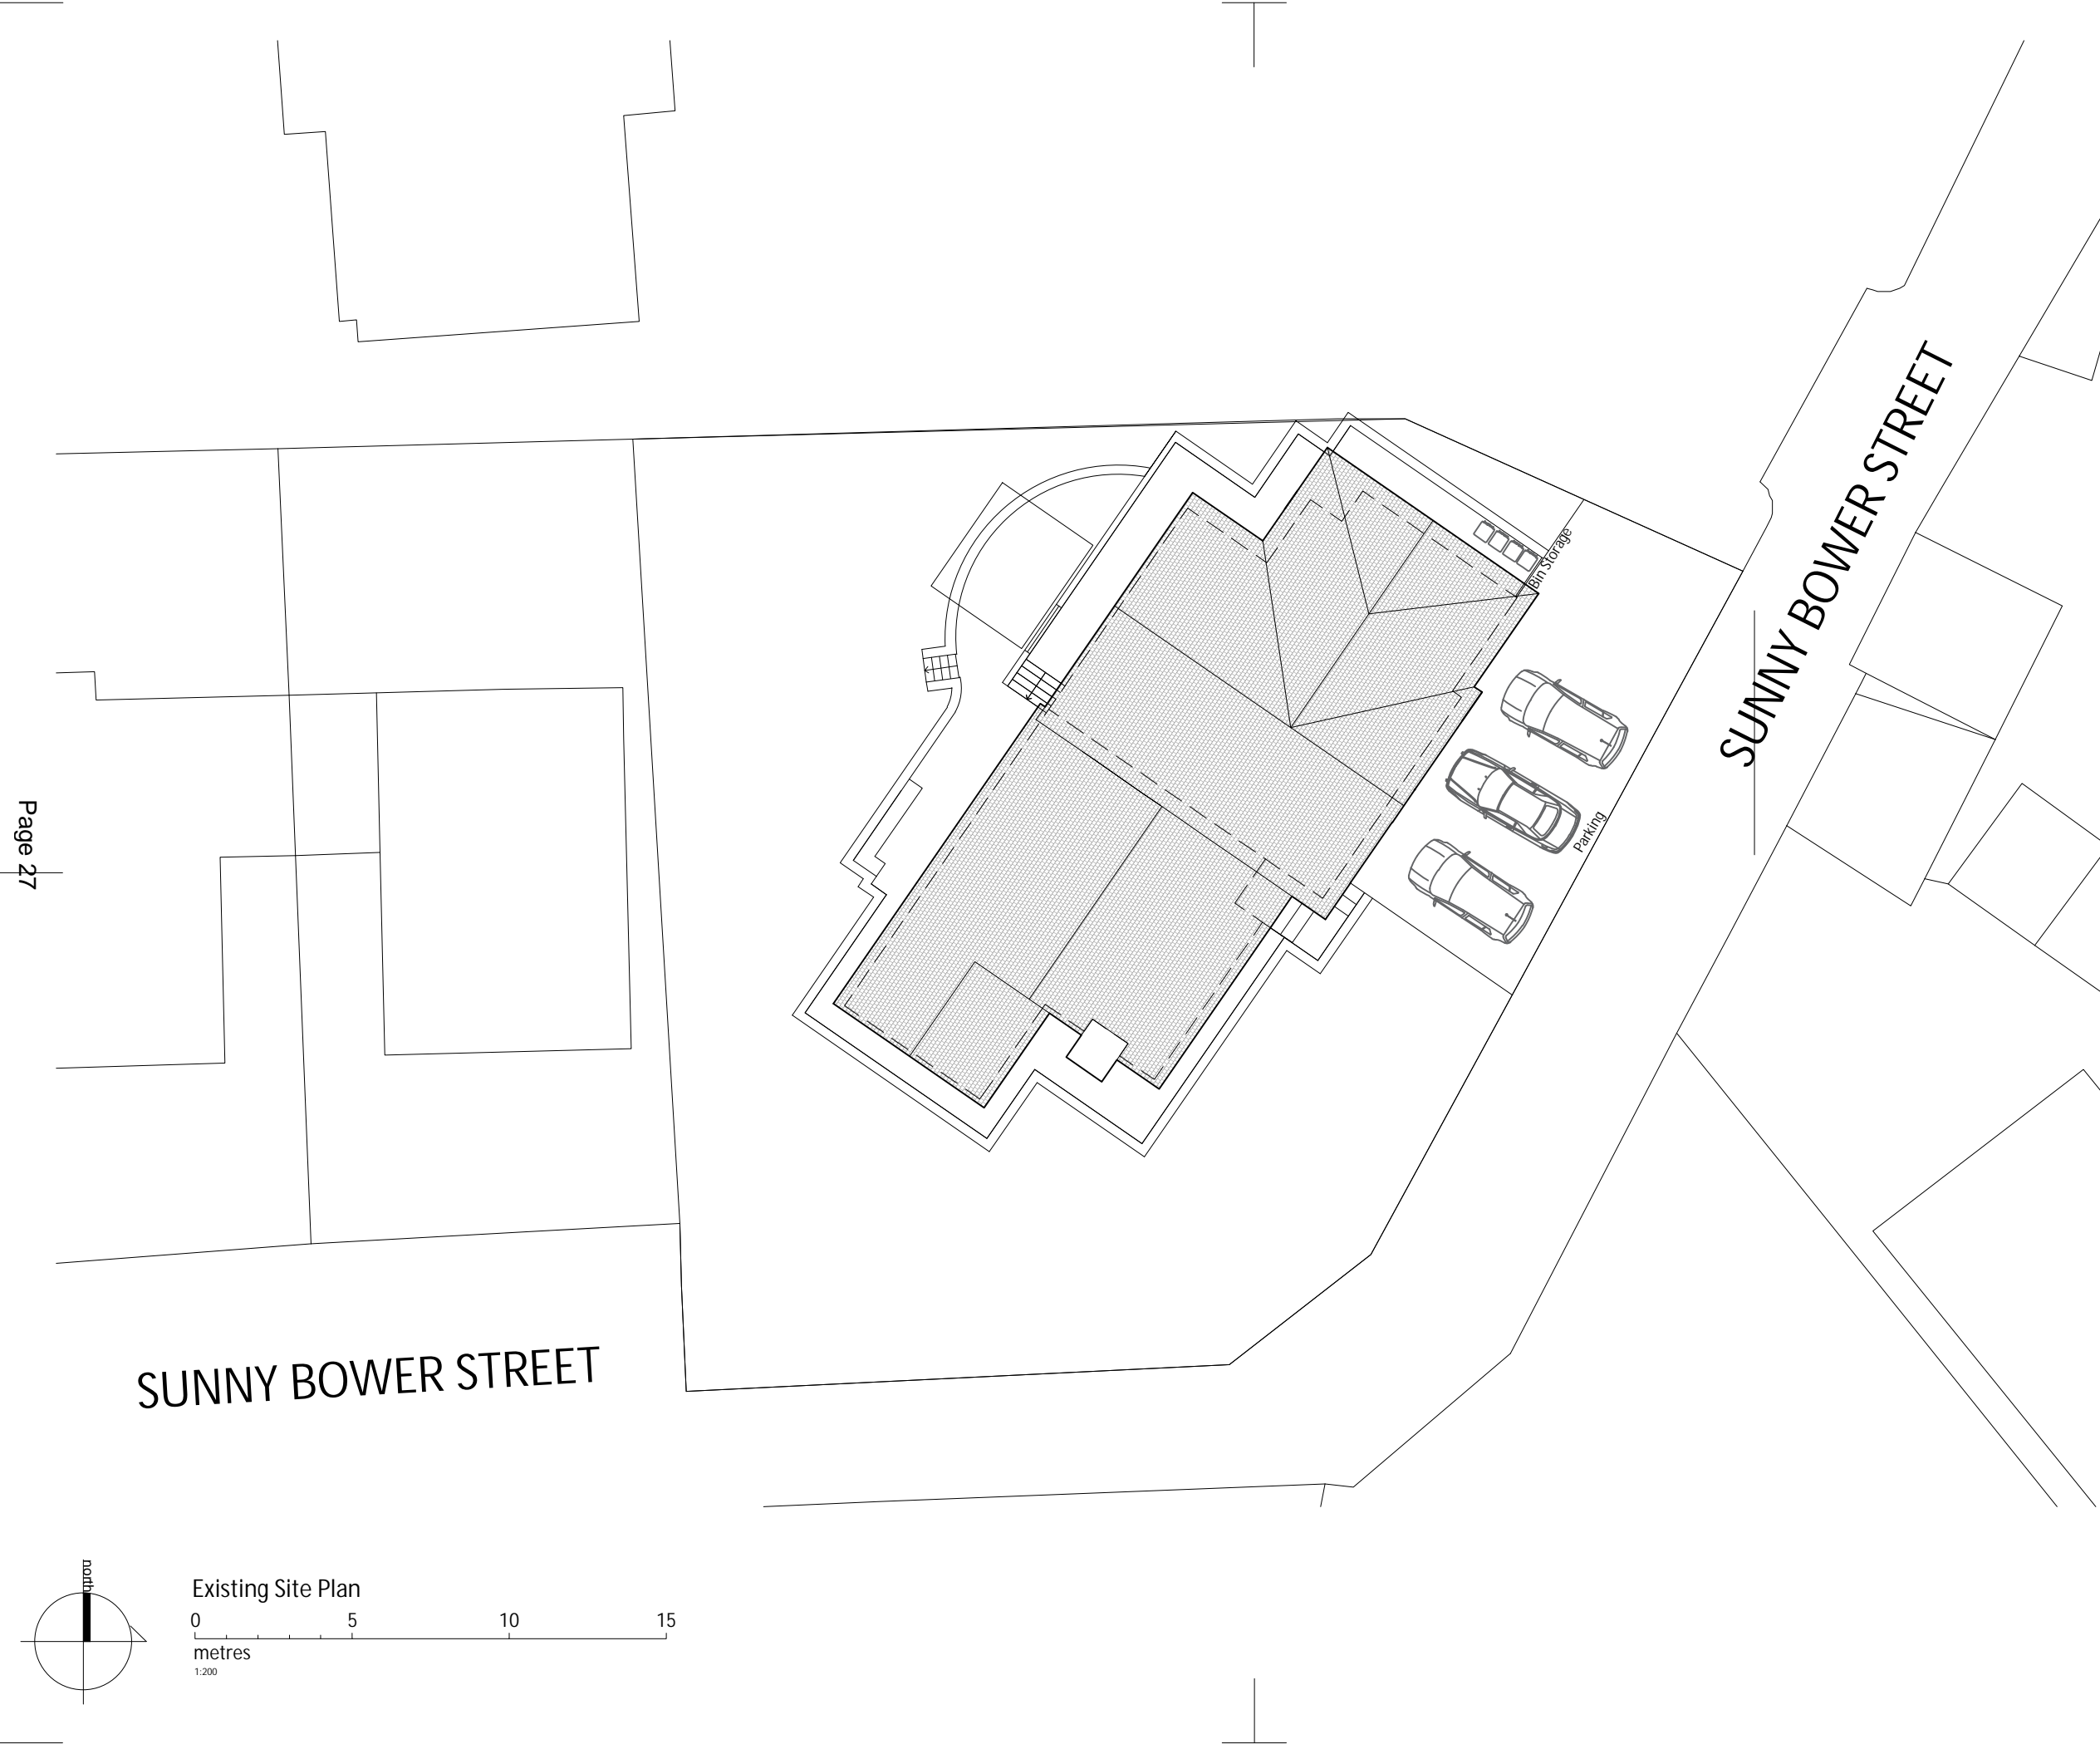 Bin Storage
SUNNY BOWER STREET
Parking
Page 27
SUNNY BOWER STREET
north
Existing Site Plan
0 5 10 15
metres
1:200